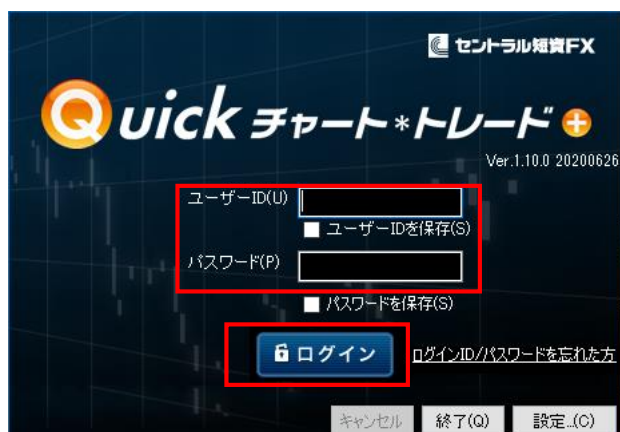 セントラル短資FX
Quick チャート*トレード+
Ver.1.10.0 20200626
ユーザーID(U)
ユーザーIDを保存(S)
パスワード(P)
パスワードを保存(S)
ログイン
ログインID/パスワードを忘れた方
キャンセル 終了(Q) 設定...(C)